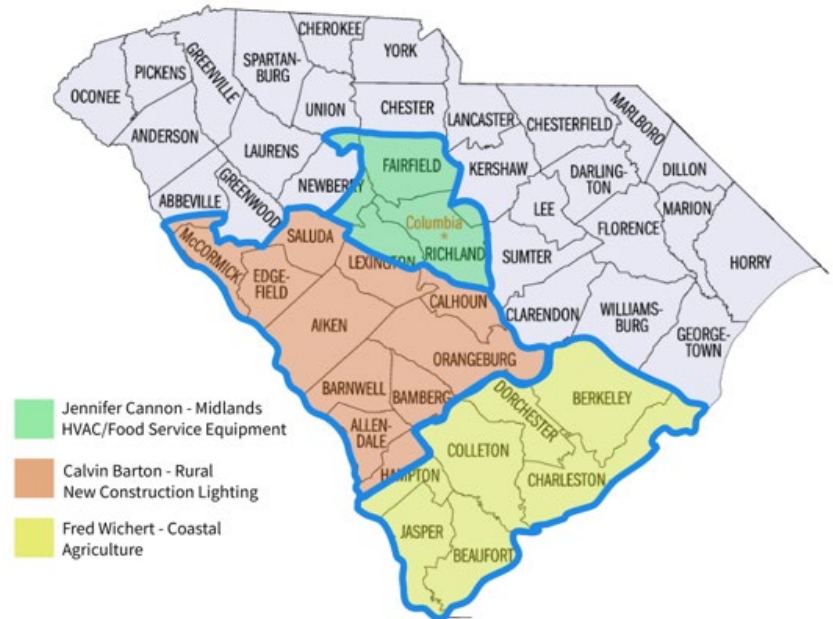 CHEROKEE
YORK
SPARTAN-
BURG
GREENVILLE
PICKENS
OCONEE
UNION
CHESTER
LANCASTER
CHESTERFIELD
MARLBORO
ANDERSON
LAURENS
FAIRFIELD
KERSHAW
DARLING-
TON
DILLON
NEWBERRY
GREENWOOD
ABBEVILLE
LEE
MARION
FLORENCE
Columbia
*
RICHLAND
SUMTER
HORRY
SALUDA
McCORMICK
LEXINGTON
EDGE-
FIELD
CALHOUN
CLARENDON
WILLIAMS-
BURG
GEORGE-
TOWN
AIKEN
ORANGEBURG
BARNWELL
BAMBERG
DORCHESTER
BERKELEY
ALLEN-
DALE
COLLETON
HAMPTON
CHARLESTON
JASPER
BEAUFORT
Jennifer Cannon - Midlands
HVAC/Food Service Equipment
Calvin Barton - Rural
New Construction Lighting
Fred Wichert - Coastal
Agriculture